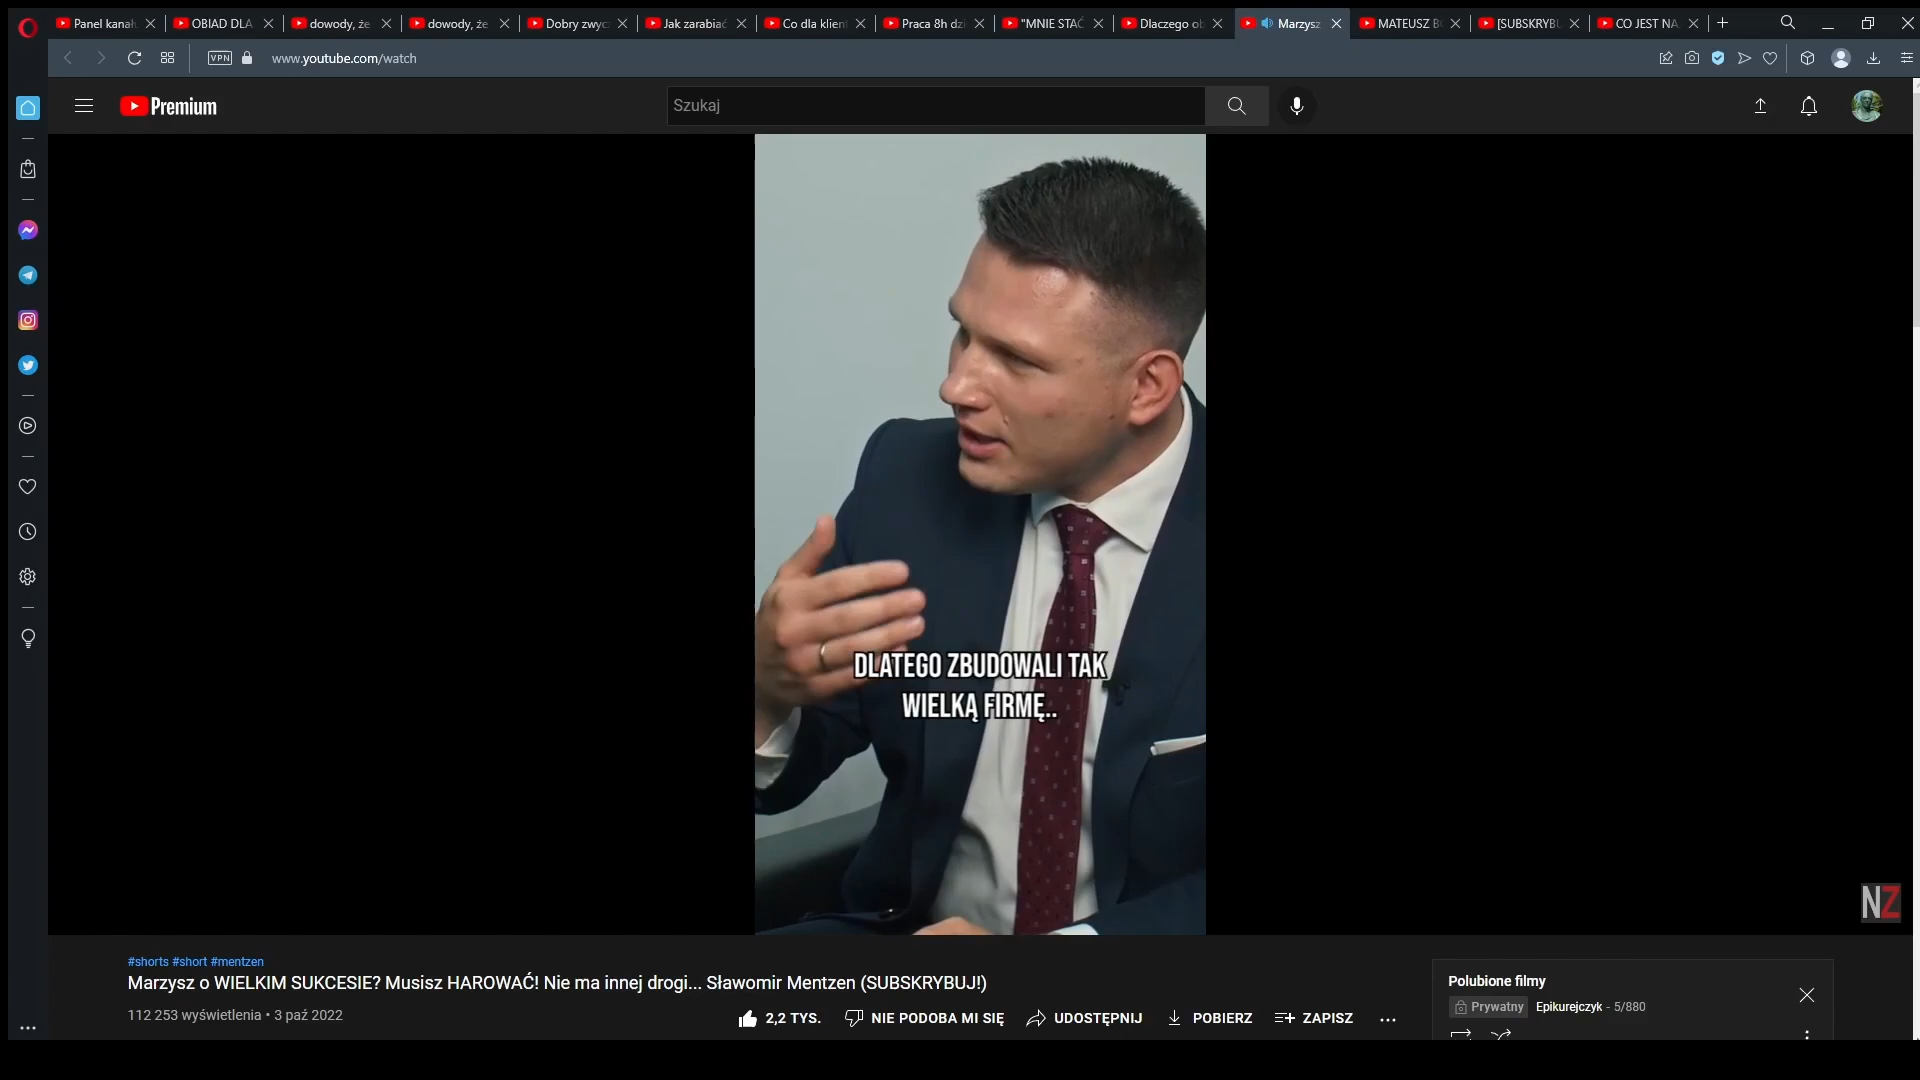 Panel kanału
OBIAD DLA
dowody, że
dowody, że
Dobry zwyc
Jak zarabiać
Co dla klien
Praca 8h dzi
"MNIE STAĆ
Dlaczego ob
Marzysz
MATEUSZ B
[SUBSKRYBU
CO JEST NA
VPN
www.youtube.com/watch
Premium
Szukaj
DLATEGO ZBUDOWALI TAK
WIELKĄ FIRMĘ..
NZ
#shorts #short #mentzen
Marzysz o WIELKIM SUKCESIE? Musisz HAROWAĆ! Nie ma innej drogi... Sławomir Mentzen (SUBSKRYBUJ!)
112 253 wyświetlenia • 3 paź 2022
2,2 TYS.
NIE PODOBA MI SIĘ
UDOSTĘPNIJ
POBIERZ
ZAPISZ
Polubione filmy
Prywatny
Epikurejczyk - 5/880